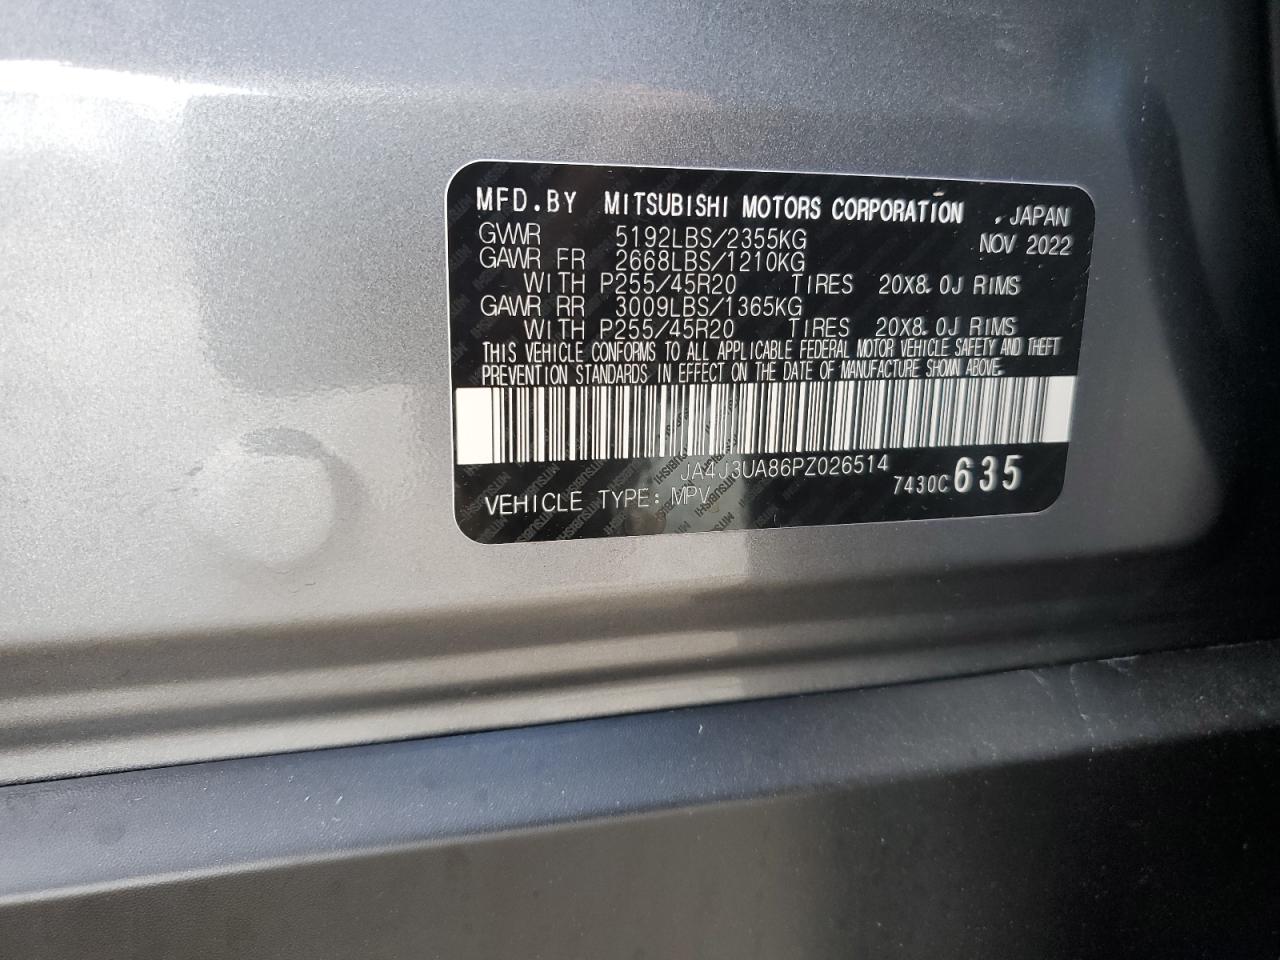 MFD.BY MITSUBISHI MOTORS CORPORATION , JAPAN
GVWR 5192LBS/2355KG NOV 2022
GAWR FR 2668LBS/1210KG
WITH P255/45R20 TIRES 20X8.0J RIMS
GAWR RR 3009LBS/1365KG
WITH P255/45R20 TIRES 20X8.0J RIMS
THIS VEHICLE CONFORMS TO ALL APPLICABLE FEDERAL MOTOR VEHICLE SAFETY AND THEFT
PREVENTION STANDARDS IN EFFECT ON THE DATE OF MANUFACTURE SHOWN ABOVE.
JA4J3UA86PZ026514
7430C 635
VEHICLE TYPE: MPV